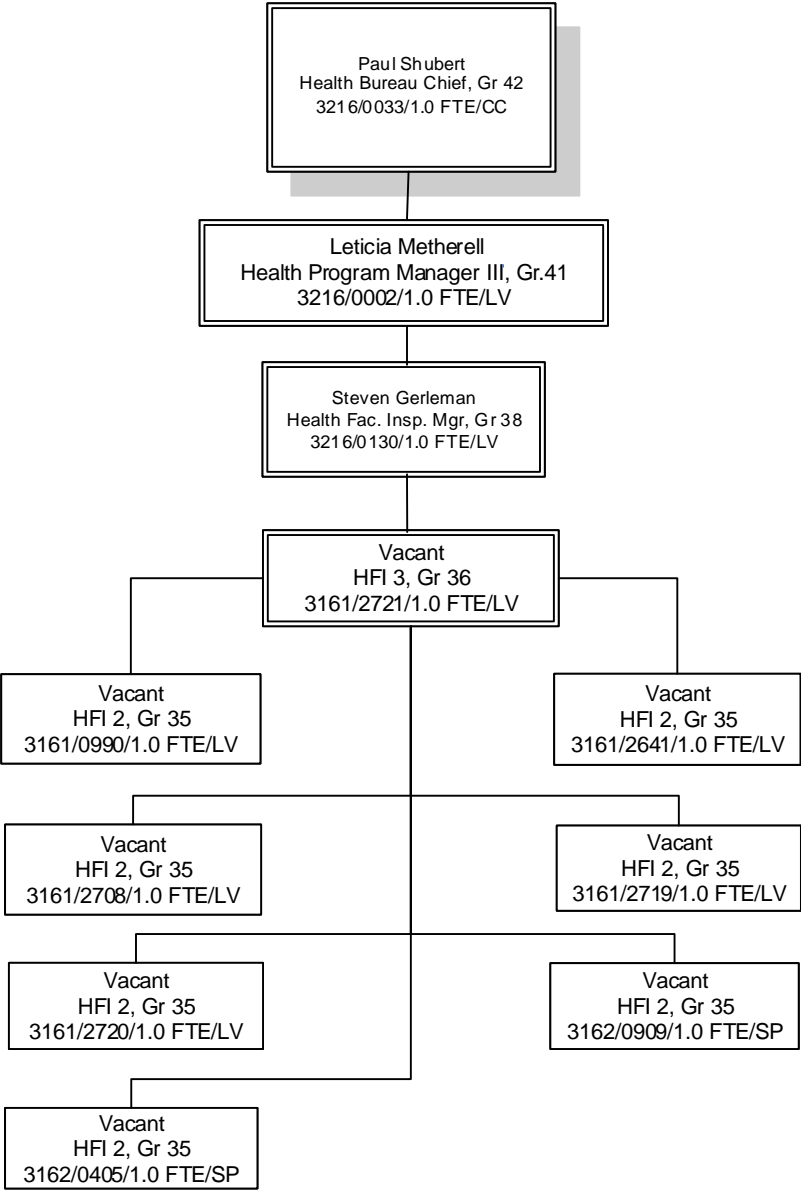 Paul Shubert
Health Bureau Chief, Gr 42
3216/0033/1.0 FTE/CC
Leticia Metherell
Health Program Manager III, Gr.41
3216/0002/1.0 FTE/LV
Steven Gerleman
Health Fac. Insp. Mgr, Gr 38
3216/0130/1.0 FTE/LV
Vacant
HFI 3, Gr 36
3161/2721/1.0 FTE/LV
Vacant
HFI 2, Gr 35
3161/0990/1.0 FTE/LV
Vacant
HFI 2, Gr 35
3161/2641/1.0 FTE/LV
Vacant
HFI 2, Gr 35
3161/2708/1.0 FTE/LV
Vacant
HFI 2, Gr 35
3161/2719/1.0 FTE/LV
Vacant
HFI 2, Gr 35
3161/2720/1.0 FTE/LV
Vacant
HFI 2, Gr 35
3162/0909/1.0 FTE/SP
Vacant
HFI 2, Gr 35
3162/0405/1.0 FTE/SP